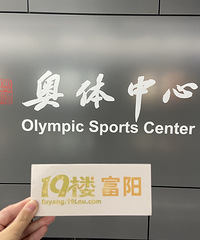 奥体中心
Olympic Sports Center
19楼 富阳
fuyang.19lou.com